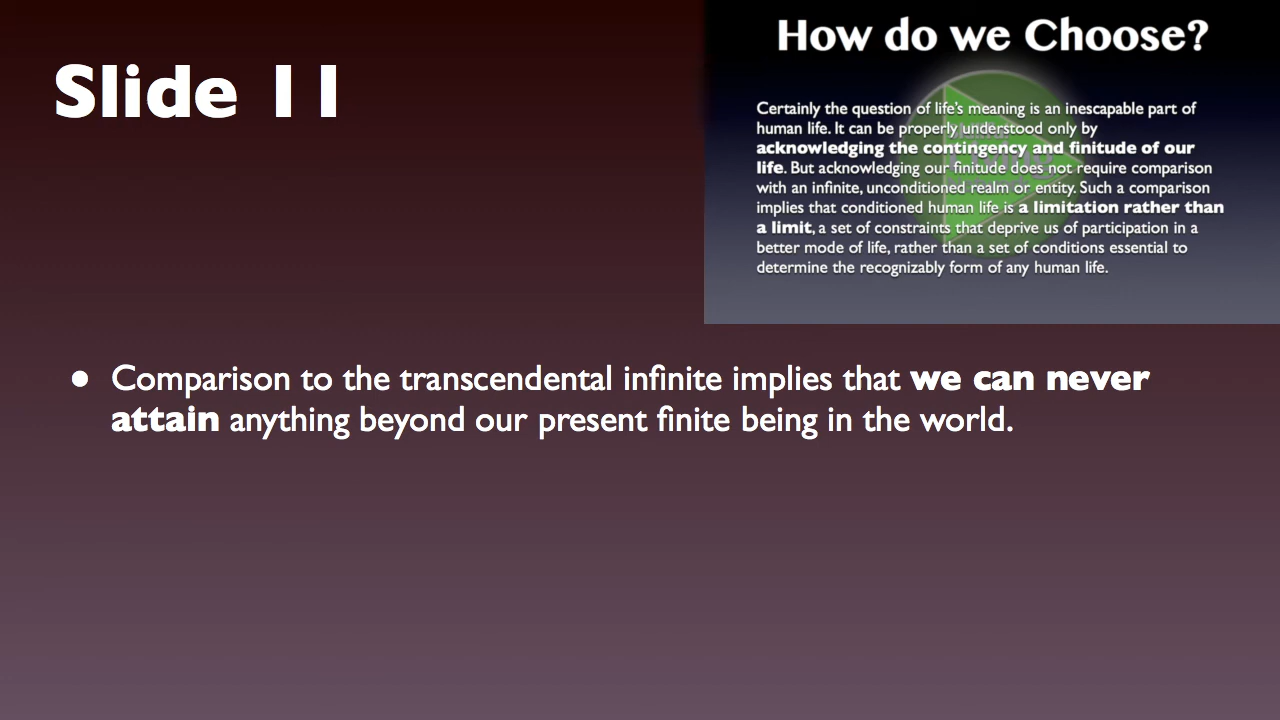 Slide 11
How do we Choose?
Certainly the question of life's meaning is an inescapable part of
human life. It can be properly understood only by
acknowledging the contingency and finitude of our
life. But acknowledging our finitude does not require comparison
with an infinite, unconditioned realm or entity. Such a comparison
implies that conditioned human life is a limitation rather than
a limit, a set of constraints that deprive us of participation in a
better mode of life, rather than a set of conditions essential to
determine the recognizably form of any human life.
• Comparison to the transcendental infinite implies that we can never
attain anything beyond our present finite being in the world.